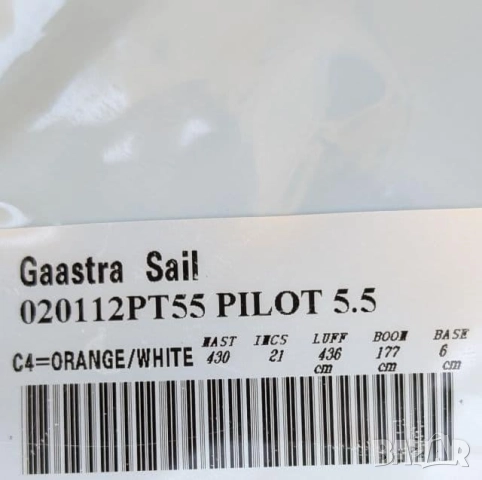 Gaastra Sail
020112PT55 PILOT 5.5
C4=ORANGE/WHITE
MAST IMCS LUFF BOOM BASE
430 21 436 177 6
cm cm cm
BAZAR